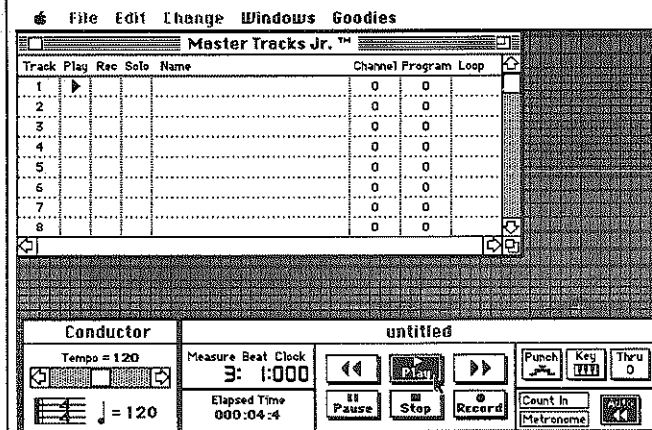 File Edit Change Windows Goodies
Master Tracks Jr. ™
Track Play Rec Solo Name Channel Program Loop
1 0 0
2 0 0
3 0 0
4 0 0
5 0 0
6 0 0
7 0 0
8 0 0
Conductor untitled
Tempo = 120
Measure Beat Clock
3: 1:000
Play
Punch Key Thru
0
Elapsed Time
000:04:4
Pause Stop Record
Count In
Metronome
4
4
= 120